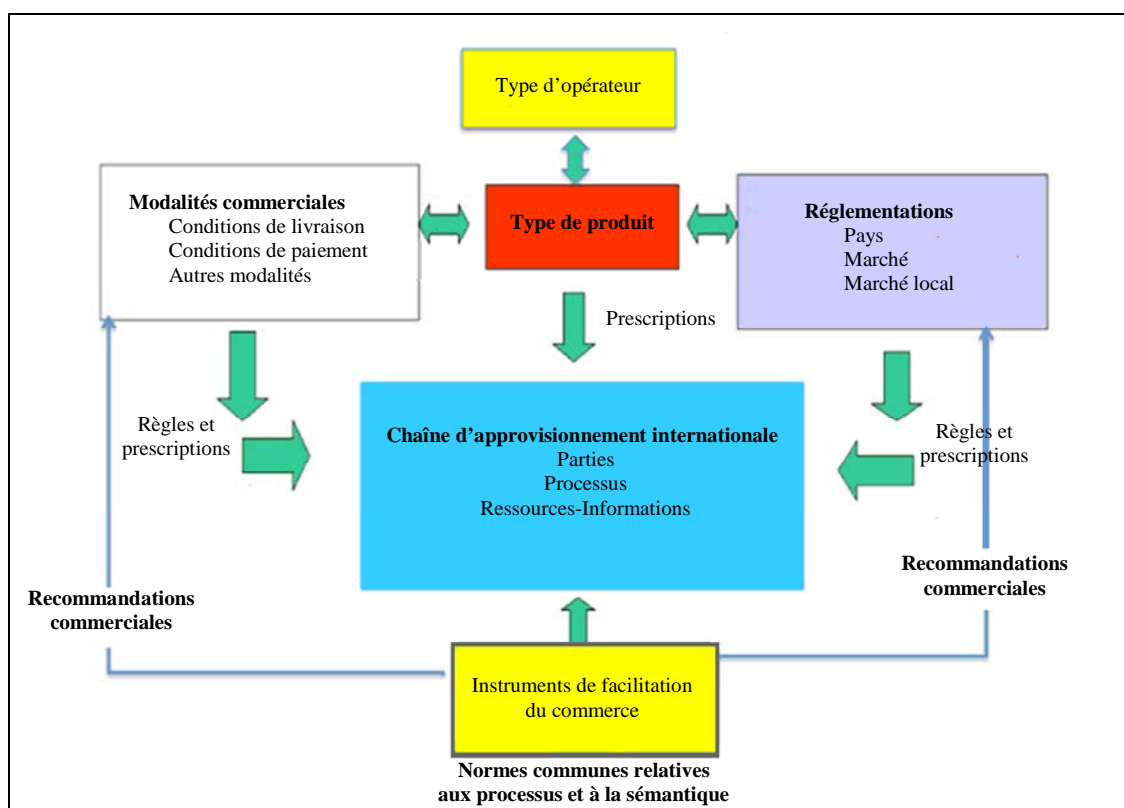 Type d’opérateur
Modalités commerciales
Conditions de livraison
Conditions de paiement
Autres modalités
Type de produit
Réglementations
Pays
Marché
Marché local
Prescriptions
Règles et
prescriptions
Chaîne d’approvisionnement internationale
Parties
Processus
Ressources-Informations
Règles et
prescriptions
Recommandations
commerciales
Recommandations
commerciales
Instruments de facilitation
du commerce
Normes communes relatives
aux processus et à la sémantique